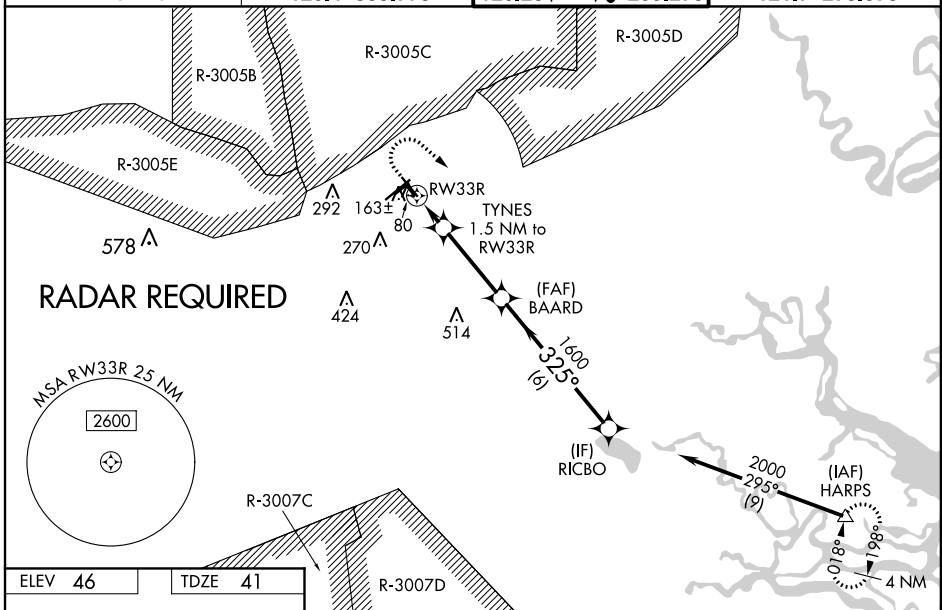 R-3005B
R-3005C
R-3005D
R-3005E
292
163±
80
RW33R
TYNES
1.5 NM to
RW33R
270
578
RADAR REQUIRED
424
514
(FAF)
BAARD
1600
325°
(6)
MSA RW33R 25 NM
2600
(IF)
RICBO
2000
295°
(9)
(IAF)
HARPS
018°
198°
4 NM
R-3007C
R-3007D
ELEV 46
TDZE 41